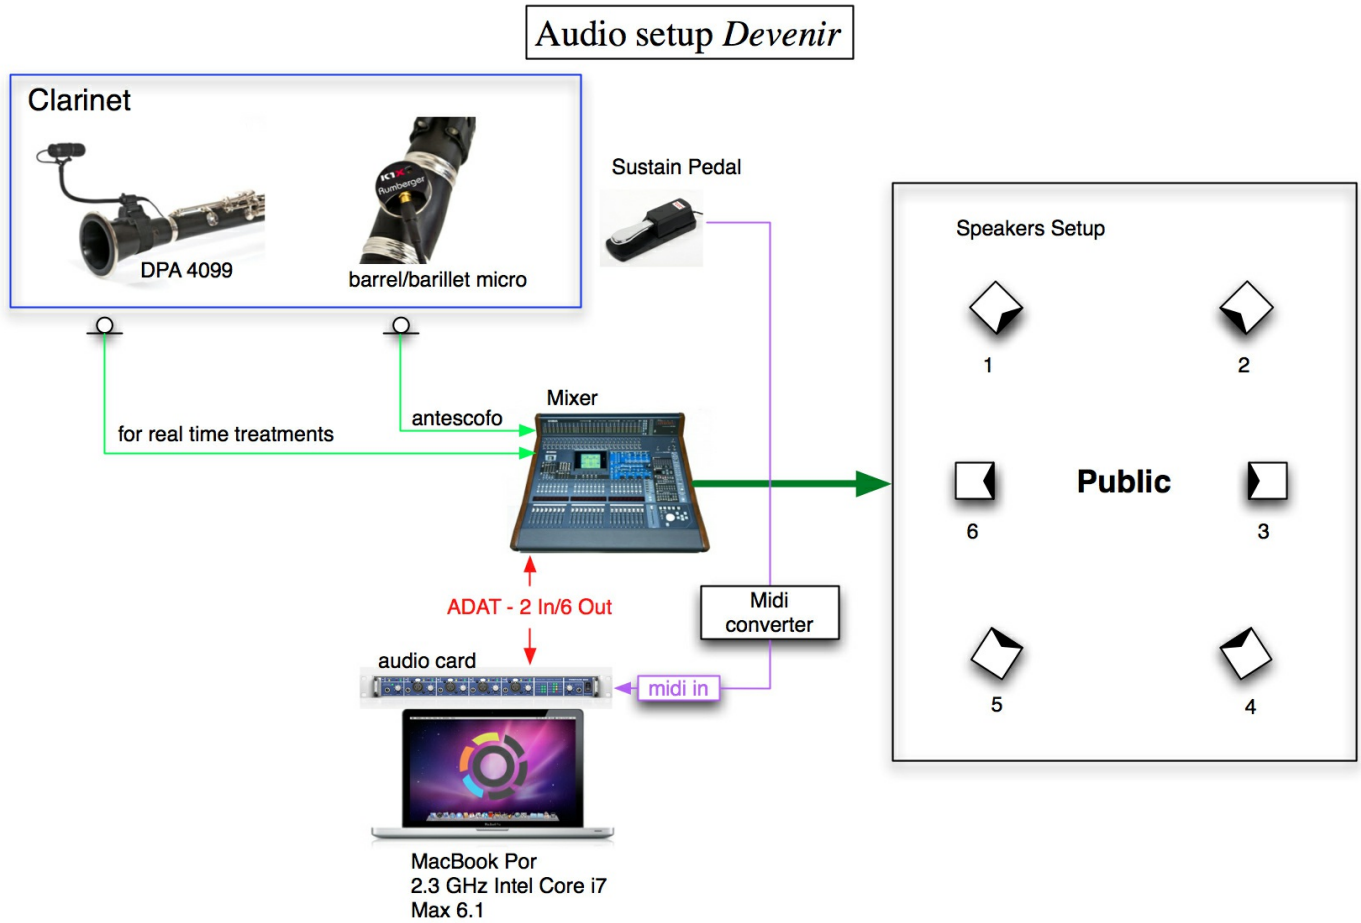 Audio setup Devenir
Clarinet
DPA 4099
K1X
Rumberger
barrel/barillet micro
Sustain Pedal
Speakers Setup
1
2
for real time treatments
antescofo
Mixer
6
Public
3
ADAT - 2 In/6 Out
Midi
converter
audio card
midi in
5
4
MacBook Por
2.3 GHz Intel Core i7
Max 6.1